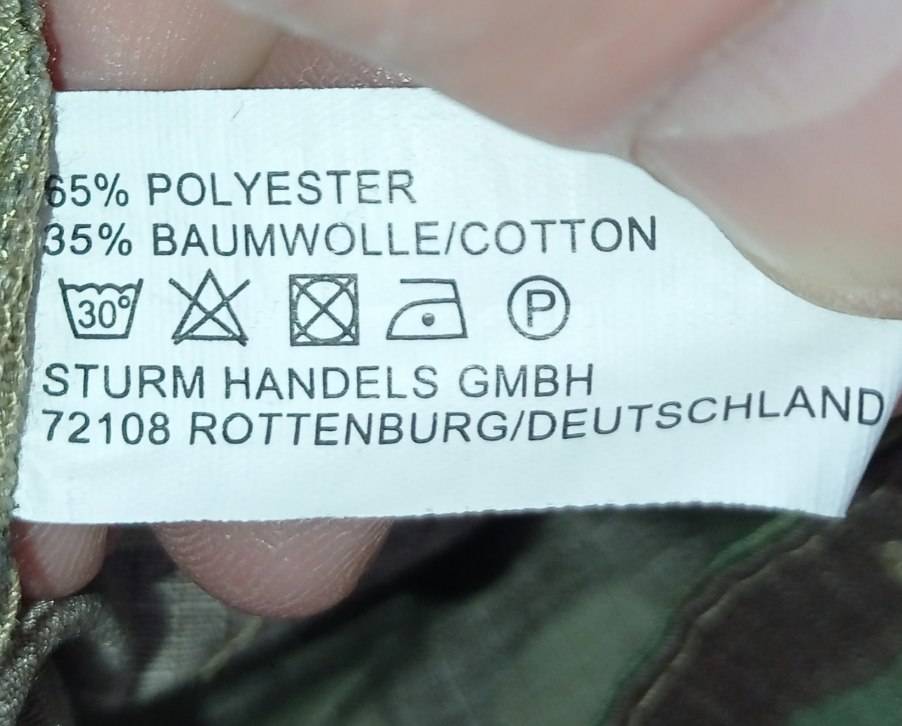 65% POLYESTER
35% BAUMWOLLE/COTTON
30° P
STURM HANDELS GMBH
72108 ROTTENBURG/DEUTSCHLAND